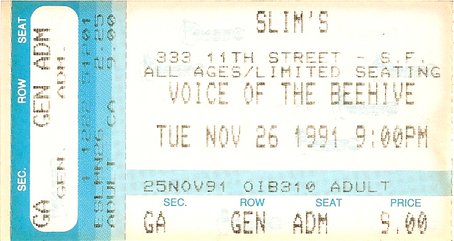 SLIM'S
333 11TH STREET - S.F.
ALL AGES/LIMITED SEATING
VOICE OF THE BEEHIVE
TUE NOV 26 1991 9:00PM
25NOV91 OIB310 ADULT
SEC. ROW SEAT PRICE
GA GEN ADM 9.00
SEC. ROW SEAT
GA GEN ADM